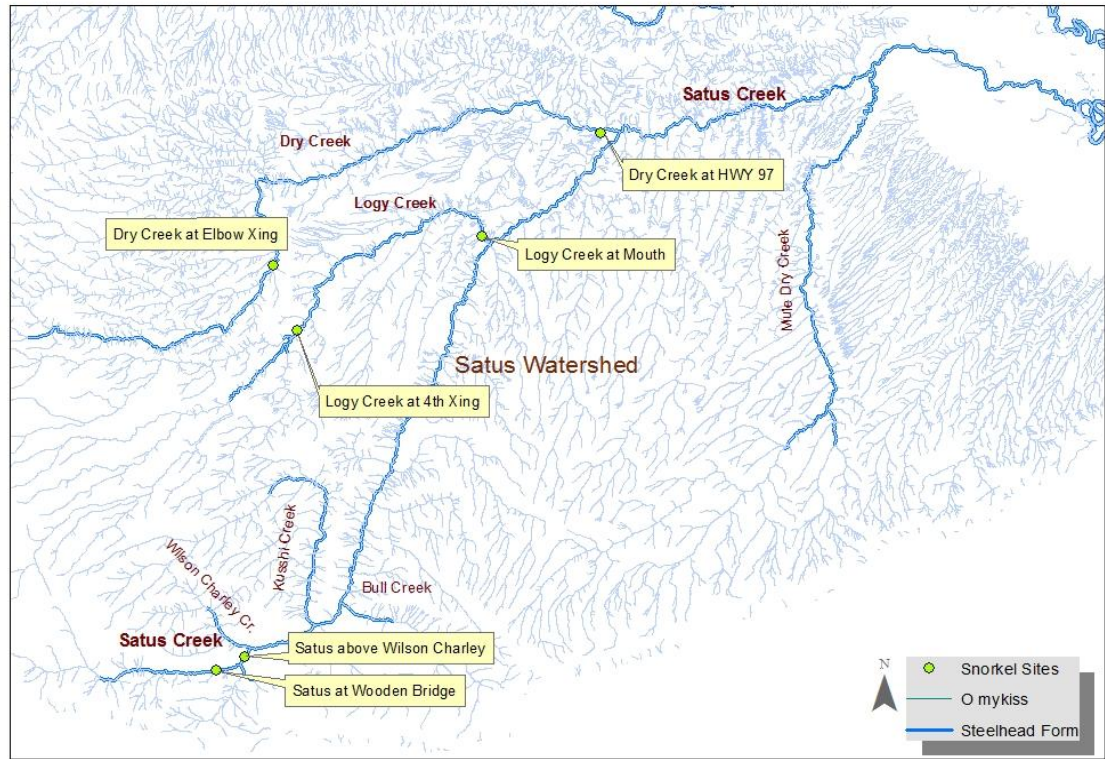 Satus Creek
Dry Creek
Dry Creek at HWY 97
Logy Creek
Dry Creek at Elbow Xing
Logy Creek at Mouth
Mule Dry Creek
Satus Watershed
Logy Creek at 4th Xing
Kusshi Creek
Wilson Charley Cr.
Bull Creek
Satus Creek
Satus above Wilson Charley
Satus at Wooden Bridge
N
Snorkel Sites
O mykiss
Steelhead Form